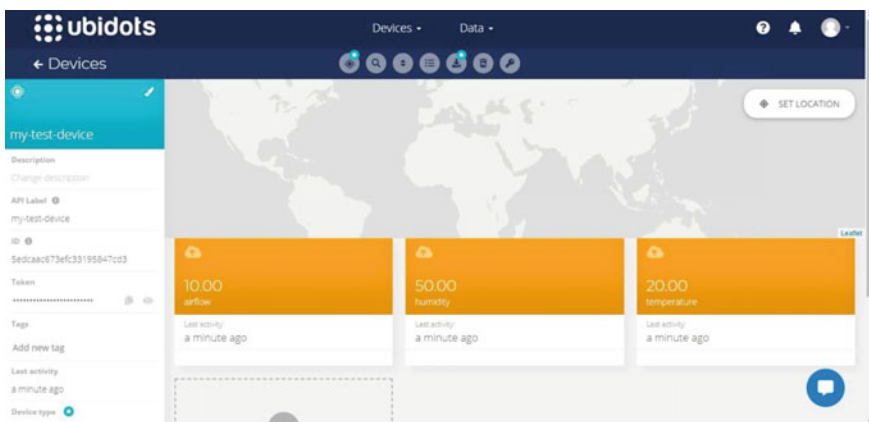 ubidots
Devices
Data
← Devices
SET LOCATION
my-test-device
Description
Change description
API Label
my-test-device
ID
5edcaac673efc33195847cd3
Token
Tags
Add new tag
Last activity
a minute ago
Device type
Leaflet
10.00
airflow
Last activity
a minute ago
50.00
humidity
Last activity
a minute ago
20.00
temperature
Last activity
a minute ago